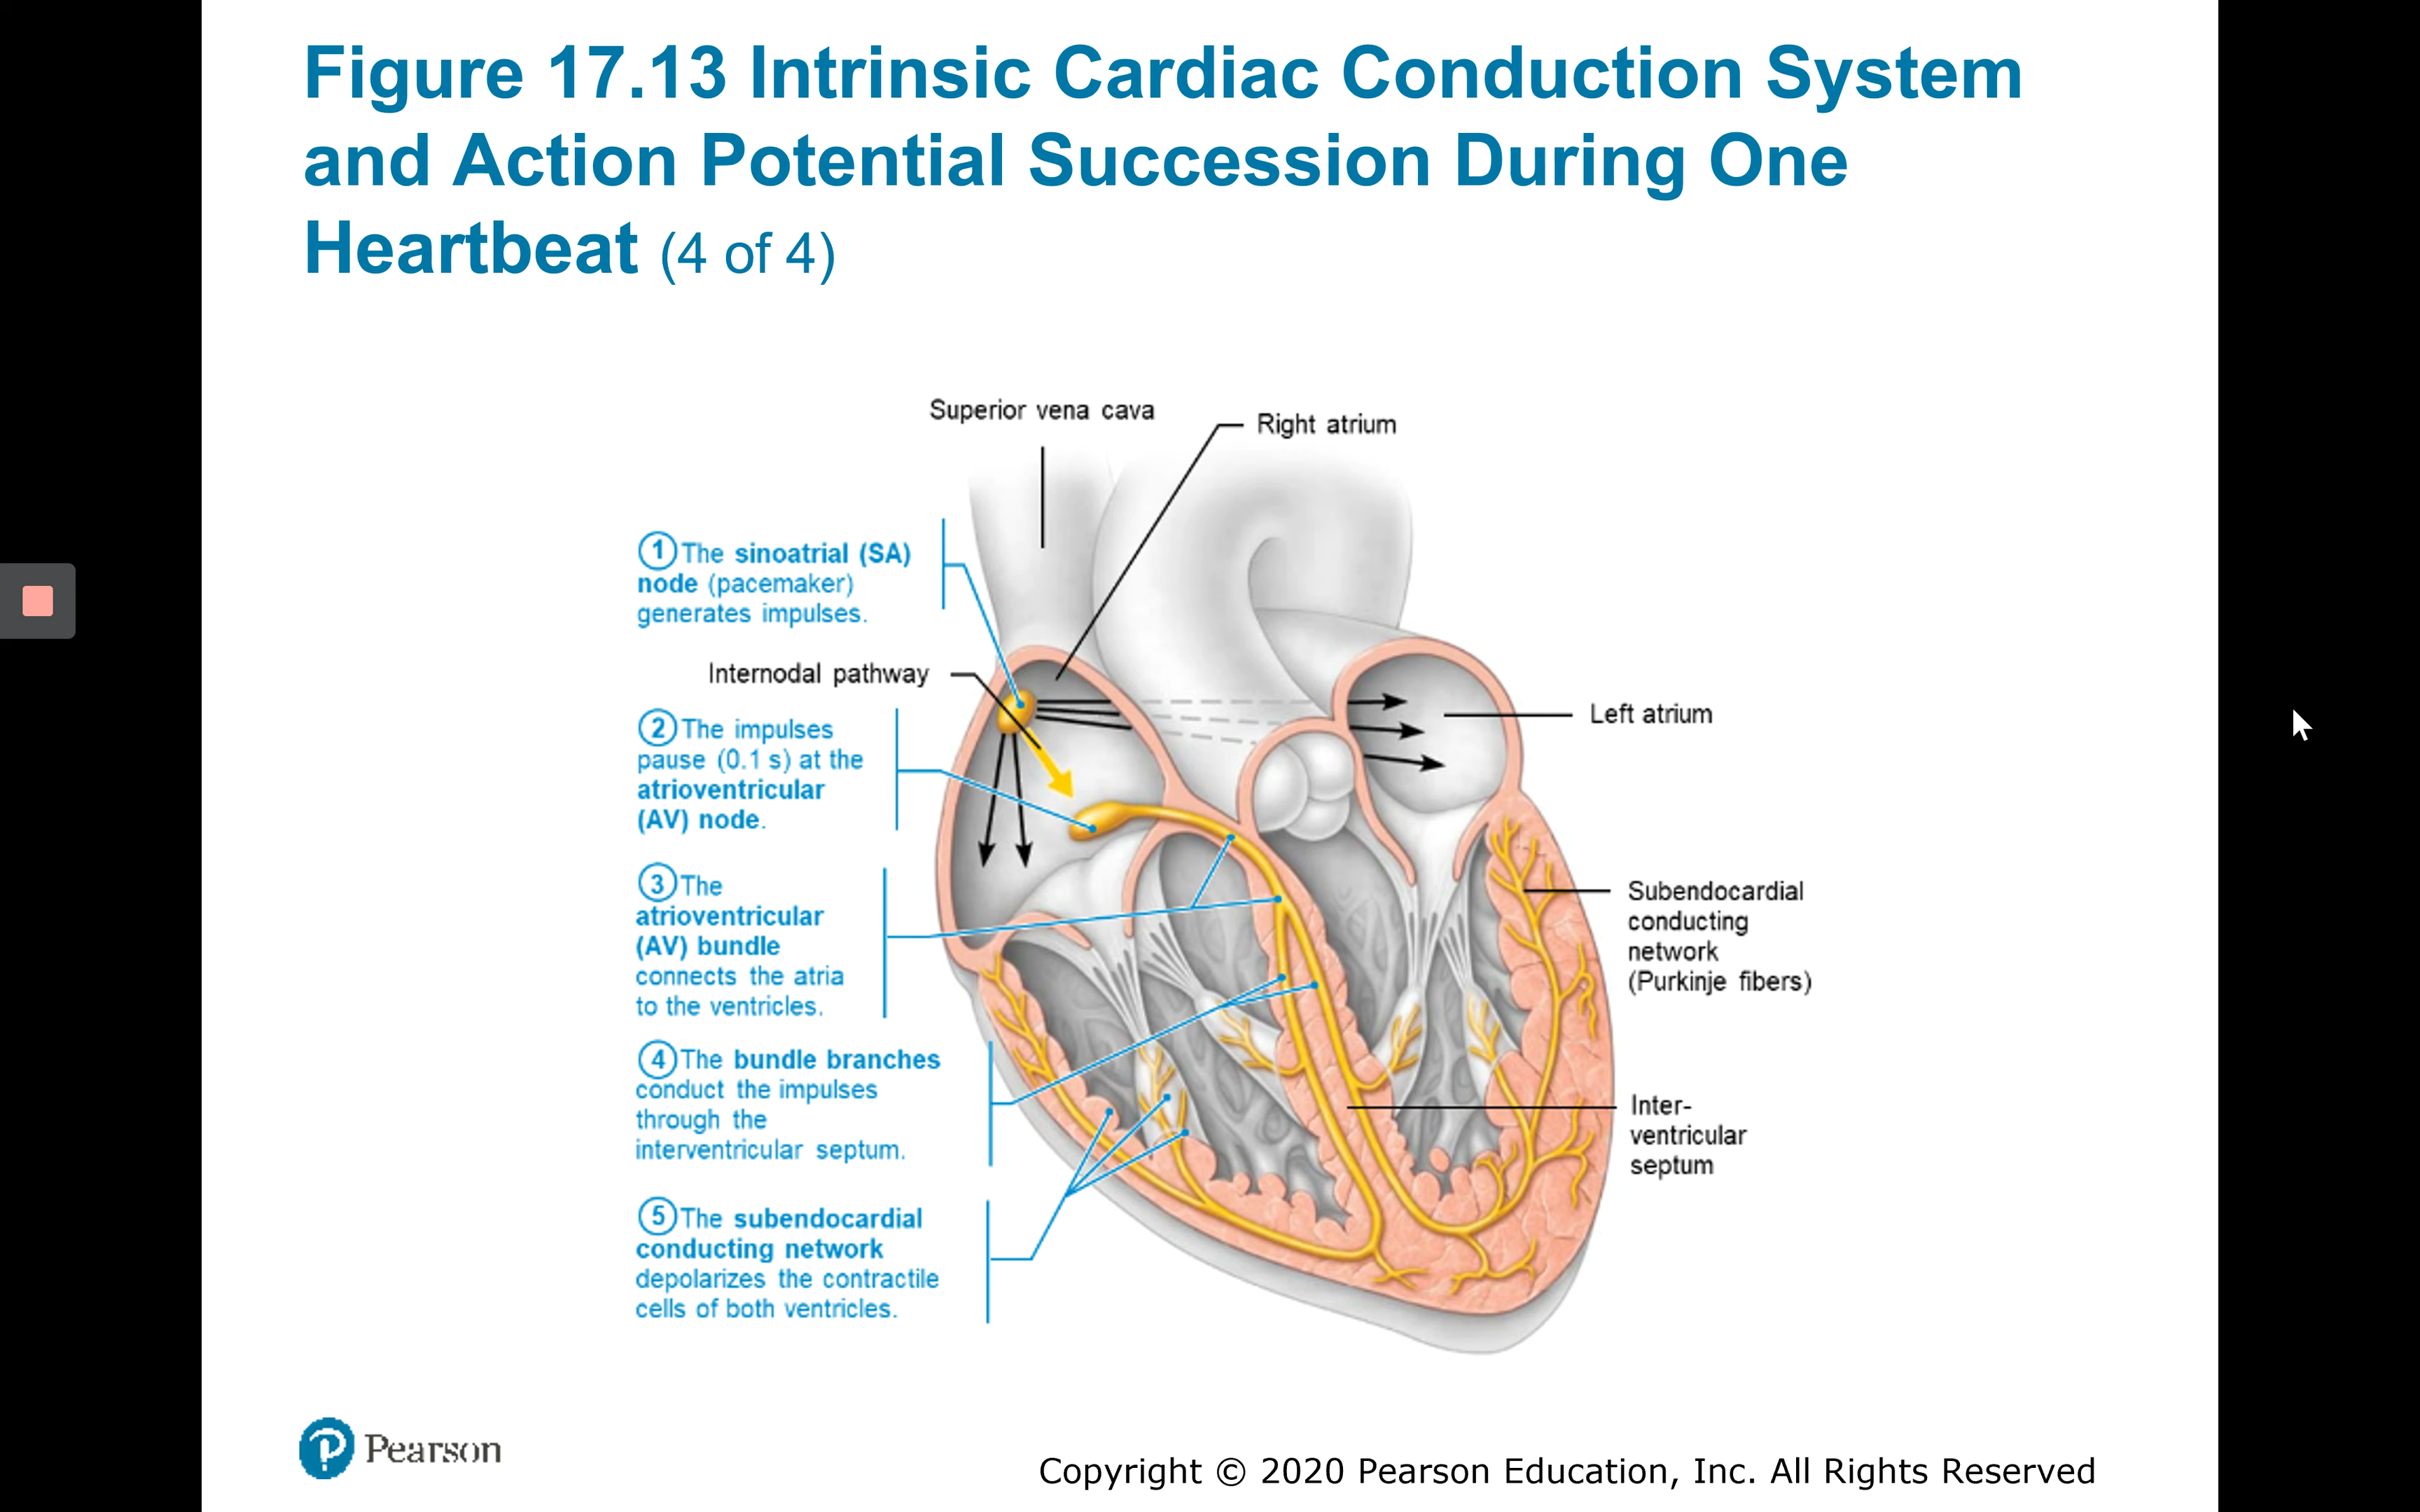 Figure 17.13 Intrinsic Cardiac Conduction System
and Action Potential Succession During One
Heartbeat (4 of 4)
Superior vena cava
Right atrium
1 The sinoatrial (SA)
node (pacemaker)
generates impulses.
Internodal pathway
2 The impulses
pause (0.1 s) at the
atrioventricular
(AV) node.
Left atrium
3 The
atrioventricular
(AV) bundle
connects the atria
to the ventricles.
Subendocardial
conducting
network
(Purkinje fibers)
4 The bundle branches
conduct the impulses
through the
interventricular septum.
Inter-
ventricular
septum
5 The subendocardial
conducting network
depolarizes the contractile
cells of both ventricles.
P Pearson
Copyright © 2020 Pearson Education, Inc. All Rights Reserved